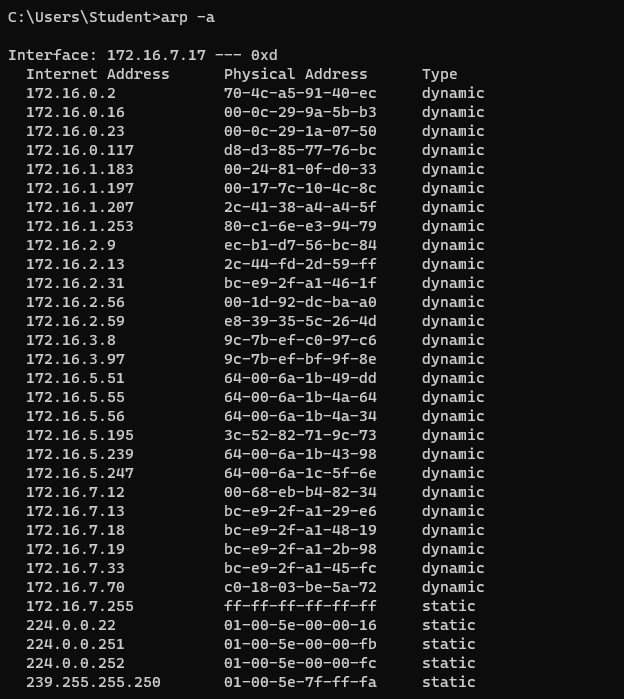 C:\Users\Student>arp -a
Interface: 172.16.7.17 --- 0xd
Internet Address Physical Address Type
172.16.0.2 70-4c-a5-91-40-ec dynamic
172.16.0.16 00-0c-29-9a-5b-b3 dynamic
172.16.0.23 00-0c-29-1a-07-50 dynamic
172.16.0.117 d8-d3-85-77-76-bc dynamic
172.16.1.183 00-24-81-0f-d0-33 dynamic
172.16.1.197 00-17-7c-10-4c-8c dynamic
172.16.1.207 2c-41-38-a4-a4-5f dynamic
172.16.1.253 80-c1-6e-e3-94-79 dynamic
172.16.2.9 ec-b1-d7-56-bc-84 dynamic
172.16.2.13 2c-44-fd-2d-59-ff dynamic
172.16.2.31 bc-e9-2f-a1-46-1f dynamic
172.16.2.56 00-1d-92-dc-ba-a0 dynamic
172.16.2.59 e8-39-35-5c-26-4d dynamic
172.16.3.8 9c-7b-ef-c0-97-c6 dynamic
172.16.3.97 9c-7b-ef-bf-9f-8e dynamic
172.16.5.51 64-00-6a-1b-49-dd dynamic
172.16.5.55 64-00-6a-1b-4a-64 dynamic
172.16.5.56 64-00-6a-1b-4a-34 dynamic
172.16.5.195 3c-52-82-71-9c-73 dynamic
172.16.5.239 64-00-6a-1b-43-98 dynamic
172.16.5.247 64-00-6a-1c-5f-6e dynamic
172.16.7.12 00-68-eb-b4-82-34 dynamic
172.16.7.13 bc-e9-2f-a1-29-e6 dynamic
172.16.7.18 bc-e9-2f-a1-48-19 dynamic
172.16.7.19 bc-e9-2f-a1-2b-98 dynamic
172.16.7.33 bc-e9-2f-a1-45-fc dynamic
172.16.7.70 c0-18-03-be-5a-72 dynamic
172.16.7.255 ff-ff-ff-ff-ff-ff static
224.0.0.22 01-00-5e-00-00-16 static
224.0.0.251 01-00-5e-00-00-fb static
224.0.0.252 01-00-5e-00-00-fc static
239.255.255.250 01-00-5e-7f-ff-fa static